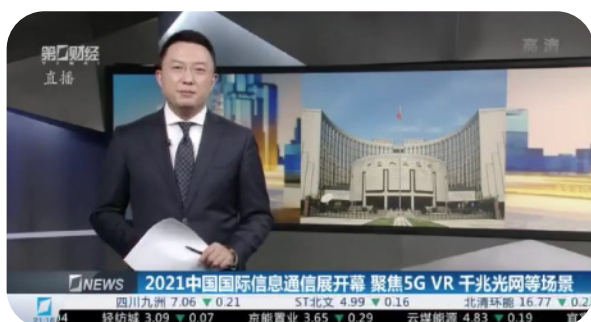 第一财经
高清
直播
NEWS 2021中国国际信息通信展开幕 聚焦5G VR 千兆光网等场景
四川九洲 7.06 ▼ 0.21 ST北文 4.99 ▼ 0.16 北清环能 16.77 ▼ 0.2
轻纺城 3.09 ▼ 0.07 京能置业 3.65 ▼ 0.29 云煤能源 4.83 ▼ 0.19